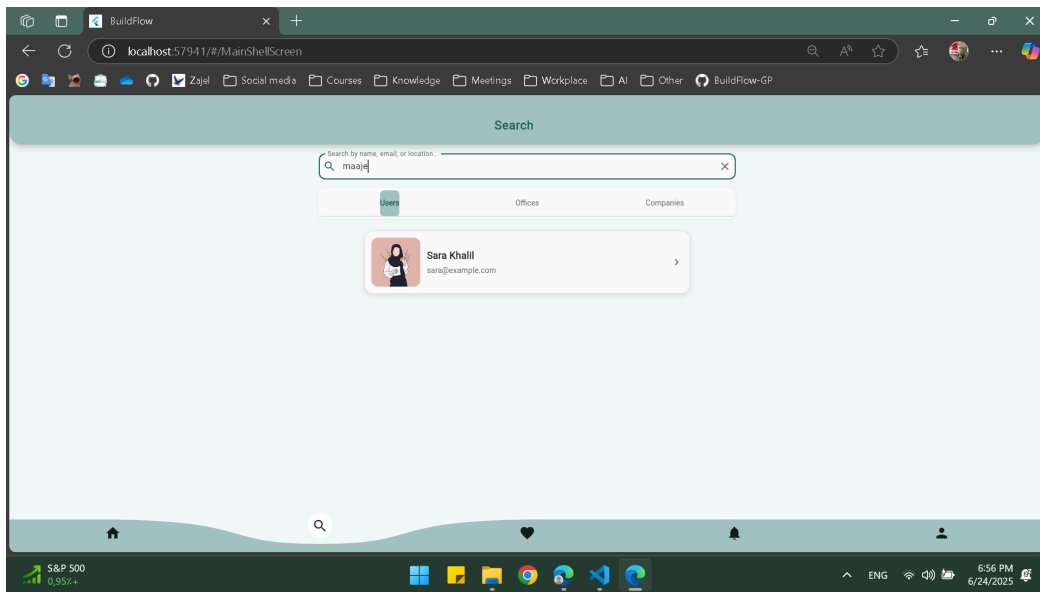 BuildFlow
localhost:57941/#/MainShellScreen
Zajel Social media Courses Knowledge Meetings Workplace AI Other BuildFlow-GP
Search
Search by name, email, or location...
maaje
Users Offices Companies
Sara Khalil
sara@example.com
S&P 500
0,95%+
ENG
6:56 PM
6/24/2025